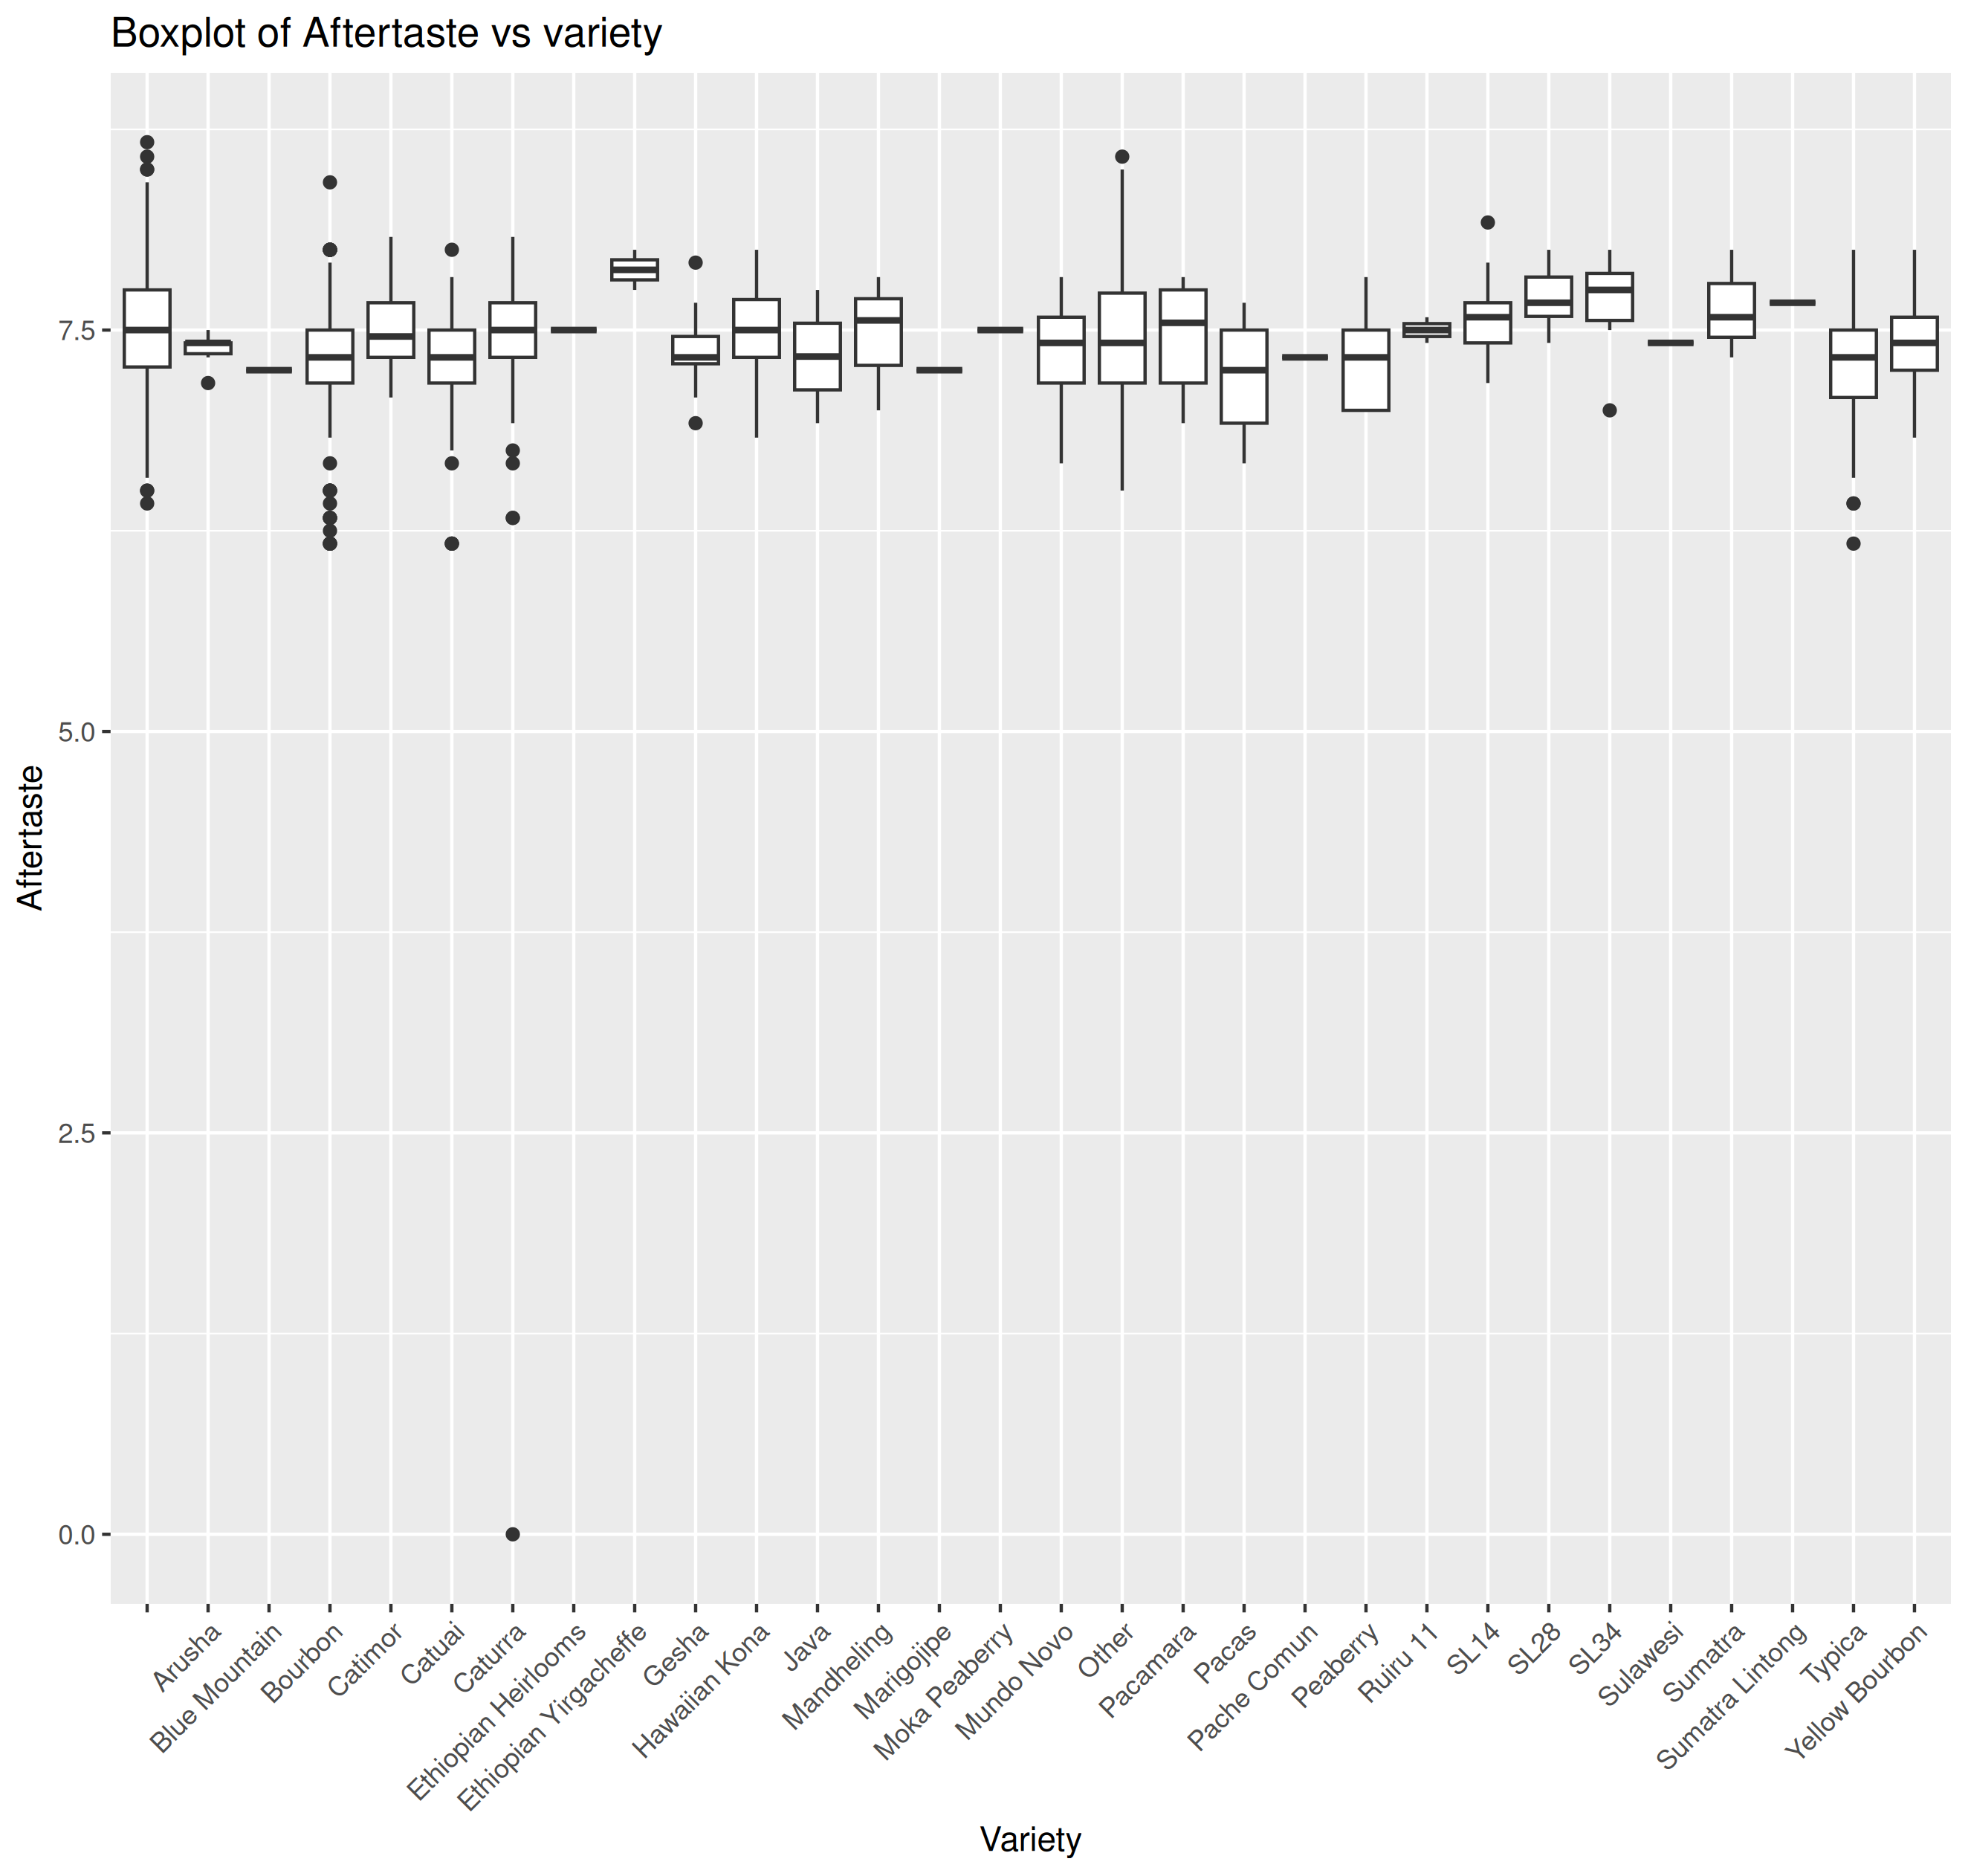 Boxplot of Aftertaste vs variety
Aftertaste
7.5
5.0
2.5
0.0
Arusha
Blue Mountain
Bourbon
Catimor
Catuai
Caturra
Ethiopian Heirlooms
Ethiopian Yirgacheffe
Gesha
Hawaiian Kona
Java
Mandheling
Marigojipe
Moka Peaberry
Mundo Novo
Other
Pacamara
Pacas
Pache Comun
Peaberry
Ruiru 11
SL14
SL28
SL34
Sulawesi
Sumatra
Sumatra Lintong
Typica
Yellow Bourbon
Variety